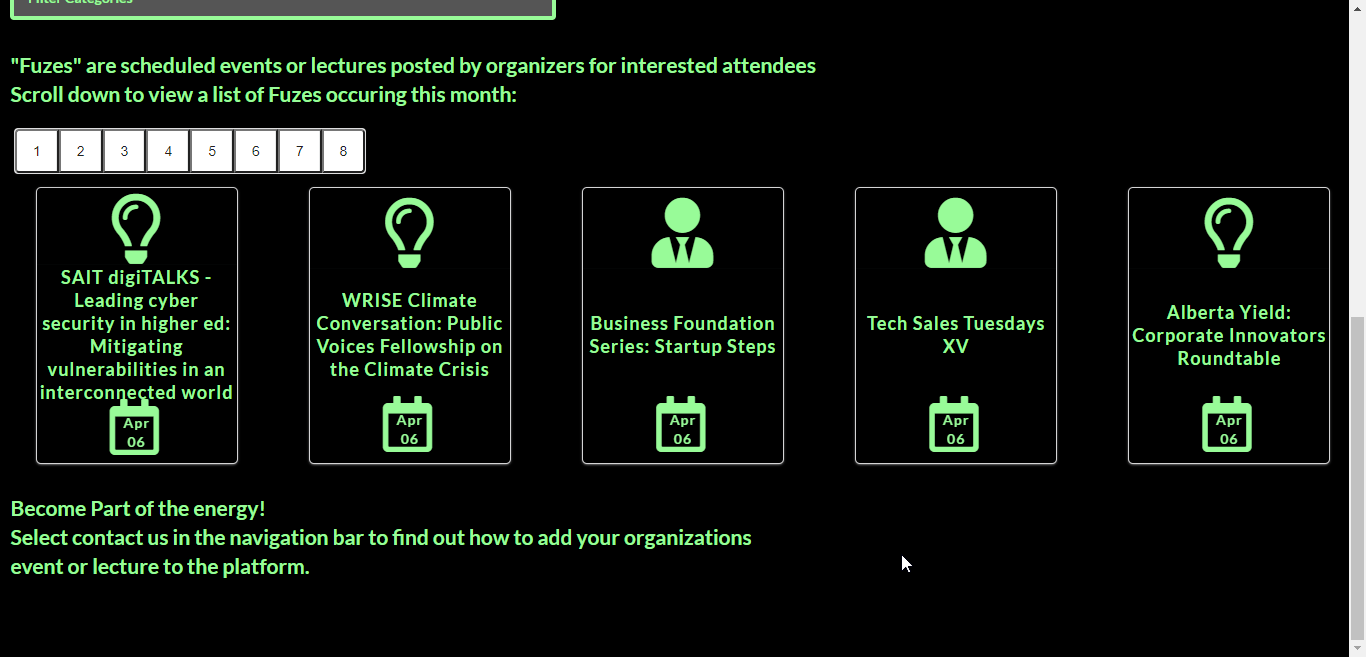 Filter Categories
"Fuzes" are scheduled events or lectures posted by organizers for interested attendees
Scroll down to view a list of Fuzes occuring this month:
1 2 3 4 5 6 7 8
SAIT digiTALKS -
Leading cyber
security in higher ed:
Mitigating
vulnerabilities in an
interconnected world
Apr
06
WRISE Climate
Conversation: Public
Voices Fellowship on
the Climate Crisis
Apr
06
Business Foundation
Series: Startup Steps
Apr
06
Tech Sales Tuesdays
XV
Apr
06
Alberta Yield:
Corporate Innovators
Roundtable
Apr
06
Become Part of the energy!
Select contact us in the navigation bar to find out how to add your organizations
event or lecture to the platform.